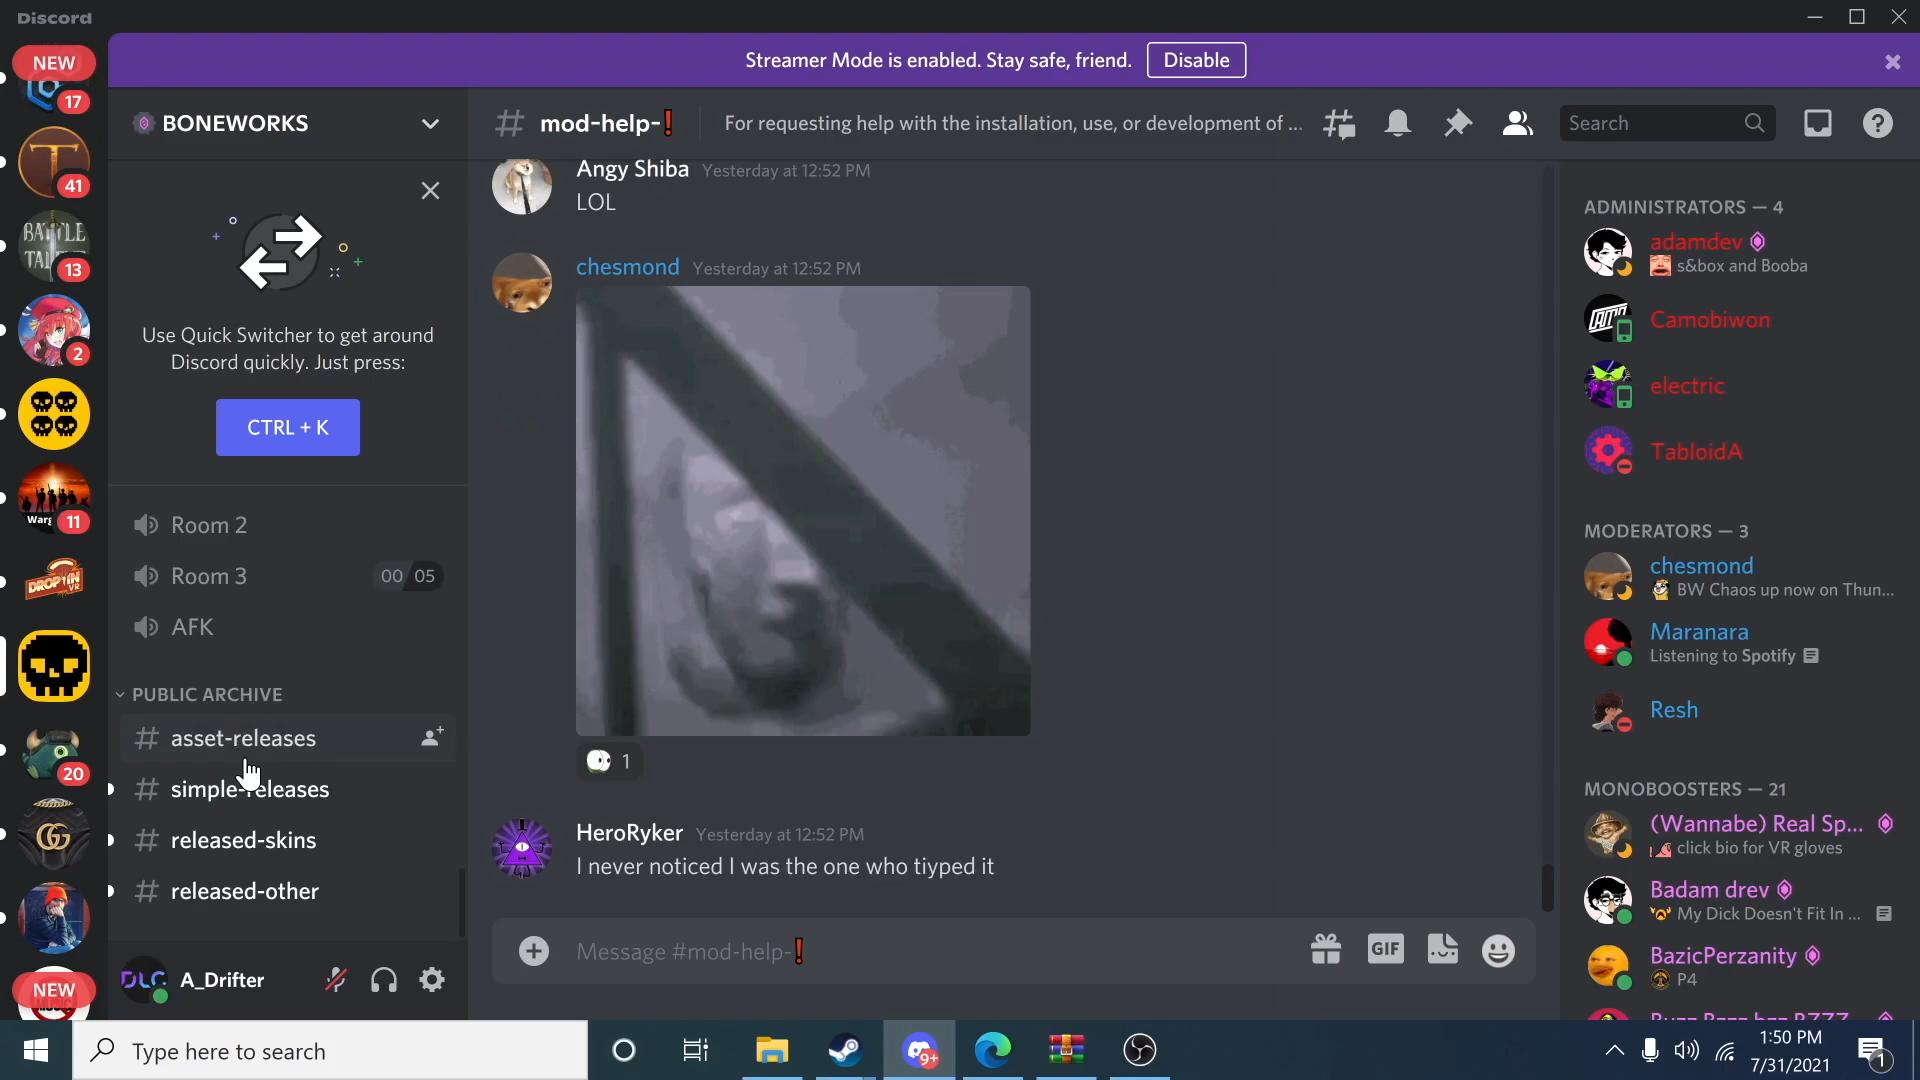 Discord
Streamer Mode is enabled. Stay safe, friend.
Disable
NEW
17
41
BATTLE
13
2
11
DROP IN
VR
20
NEW
BONEWORKS
Use Quick Switcher to get around
Discord quickly. Just press:
CTRL + K
Room 2
Room 3
00 05
AFK
PUBLIC ARCHIVE
asset-releases
simple-releases
released-skins
released-other
DLC
A_Drifter
# mod-help-❗
For requesting help with the installation, use, or development of ...
Search
Angy Shiba Yesterday at 12:52 PM
LOL
chesmond Yesterday at 12:52 PM
1
HeroRyker Yesterday at 12:52 PM
I never noticed I was the one who tiyped it
Message #mod-help-❗
GIF
ADMINISTRATORS — 4
adamdev
s&box and Booba
Camobiwon
electric
TabloidA
MODERATORS — 3
chesmond
BW Chaos up now on Thun...
Maranara
Listening to Spotify
Resh
MONOBOOSTERS — 21
(Wannabe) Real Sp...
click bio for VR gloves
Badam drev
My Dick Doesn't Fit In ...
BazicPerzanity
P4
Type here to search
9+
1:50 PM
7/31/2021
1